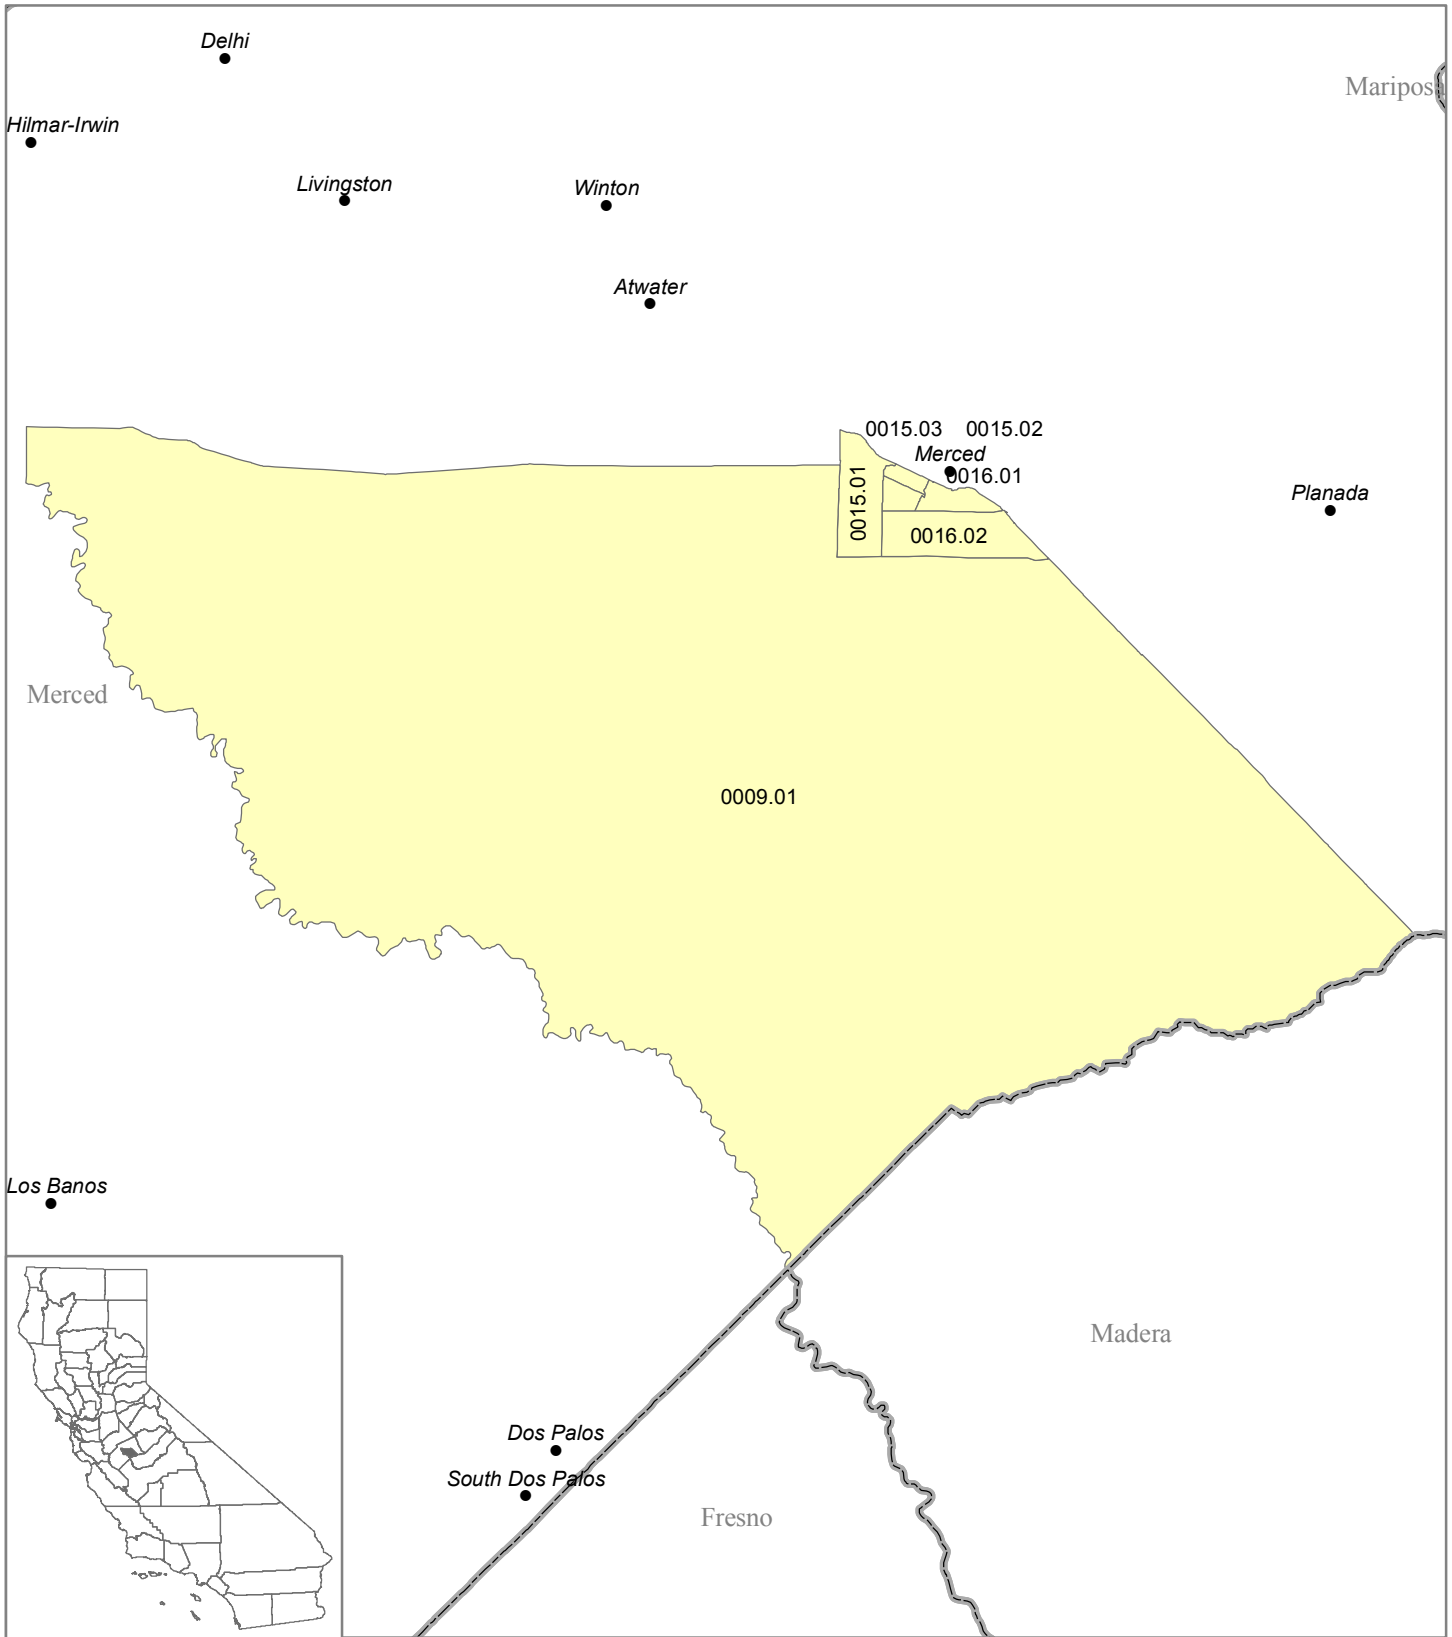 Delhi
Mariposa
Hilmar-Irwin
Livingston
Winton
Atwater
0015.03
0015.02
Merced
0016.01
Planada
0015.01
0016.02
Merced
0009.01
Los Banos
Madera
Dos Palos
South Dos Palos
Fresno